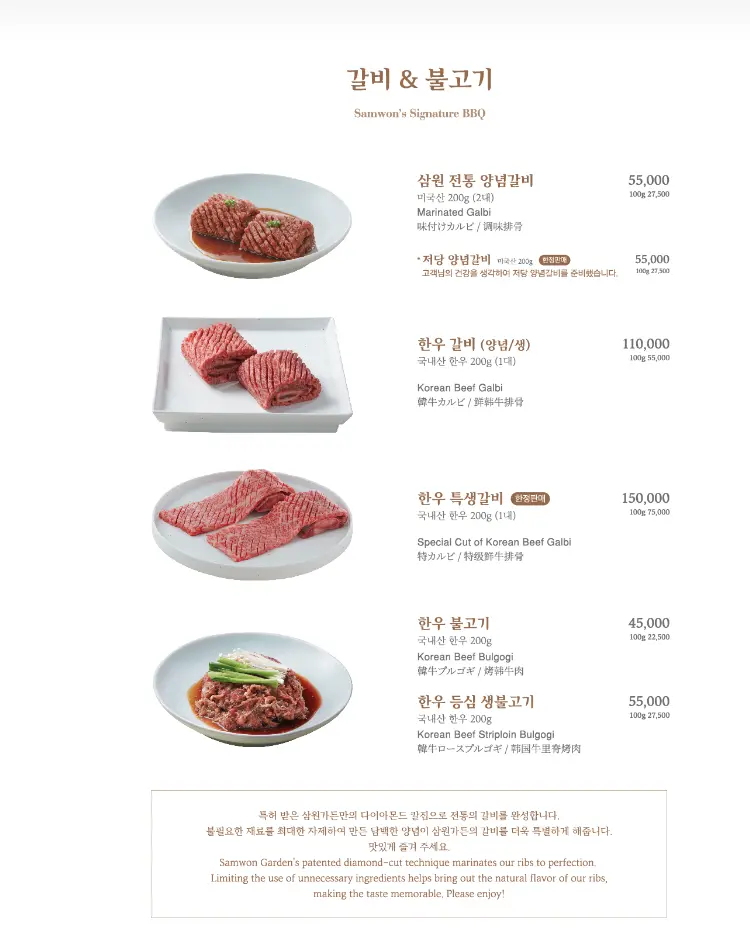 갈비 & 불고기
Samwon's Signature BBQ
삼원 전통 양념갈비 55,000
미국산 200g (2대) 100g 27,500
Marinated Galbi
味付けカルビ / 调味排骨
• 저당 양념갈비 미국산 200g 한정판매 55,000
고객님의 건강을 생각하여 저당 양념갈비를 준비했습니다. 100g 27,500
한우 갈비 (양념/생) 110,000
국내산 한우 200g (1대) 100g 55,000
Korean Beef Galbi
韓牛カルビ / 鲜韩牛排骨
한우 특생갈비 한정판매 150,000
국내산 한우 200g (1대) 100g 75,000
Special Cut of Korean Beef Galbi
特カルビ / 特级鲜牛排骨
한우 불고기 45,000
국내산 한우 200g 100g 22,500
Korean Beef Bulgogi
韓牛プルゴギ / 烤韩牛肉
한우 등심 생불고기 55,000
국내산 한우 200g 100g 27,500
Korean Beef Striploin Bulgogi
韓牛ロースプルゴギ / 韩国牛里脊烤肉
특허 받은 삼원가든만의 다이아몬드 칼집으로 전통의 갈비를 완성합니다.
불필요한 재료를 최대한 자제하여 만든 담백한 양념이 삼원가든의 갈비를 더욱 특별하게 해줍니다.
맛있게 즐겨 주세요.
Samwon Garden's patented diamond-cut technique marinates our ribs to perfection.
Limiting the use of unnecessary ingredients helps bring out the natural flavor of our ribs,
making the taste memorable. Please enjoy!